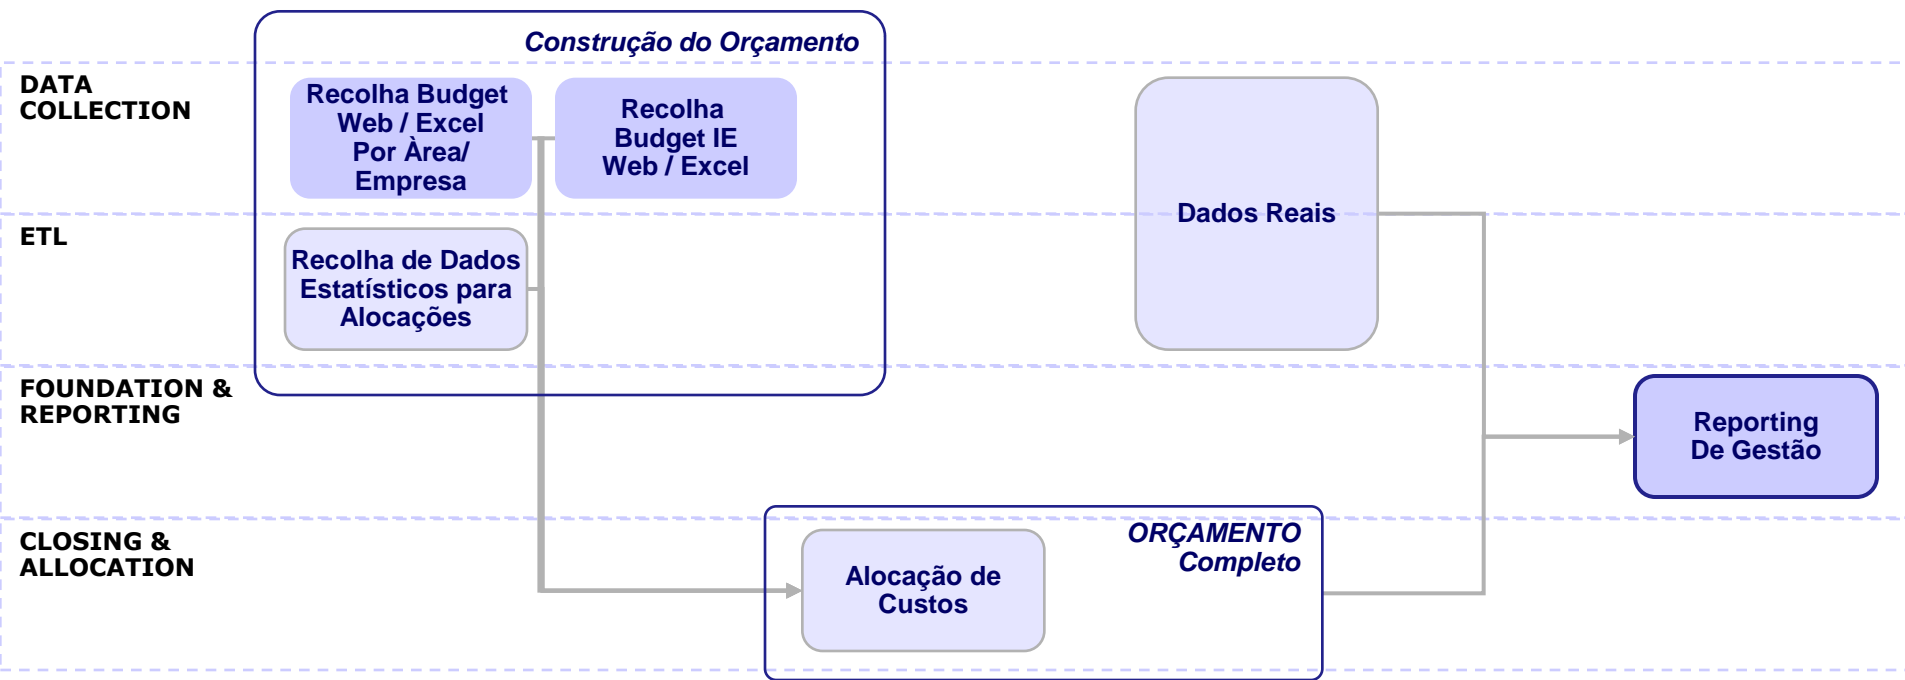 Construção do Orçamento
DATA
COLLECTION
Recolha Budget
Web / Excel
Por Àrea/
Empresa
Recolha
Budget IE
Web / Excel
Dados Reais
ETL
Recolha de Dados
Estatísticos para
Alocações
FOUNDATION &
REPORTING
Reporting
De Gestão
CLOSING &
ALLOCATION
Alocação de
Custos
ORÇAMENTO
Completo